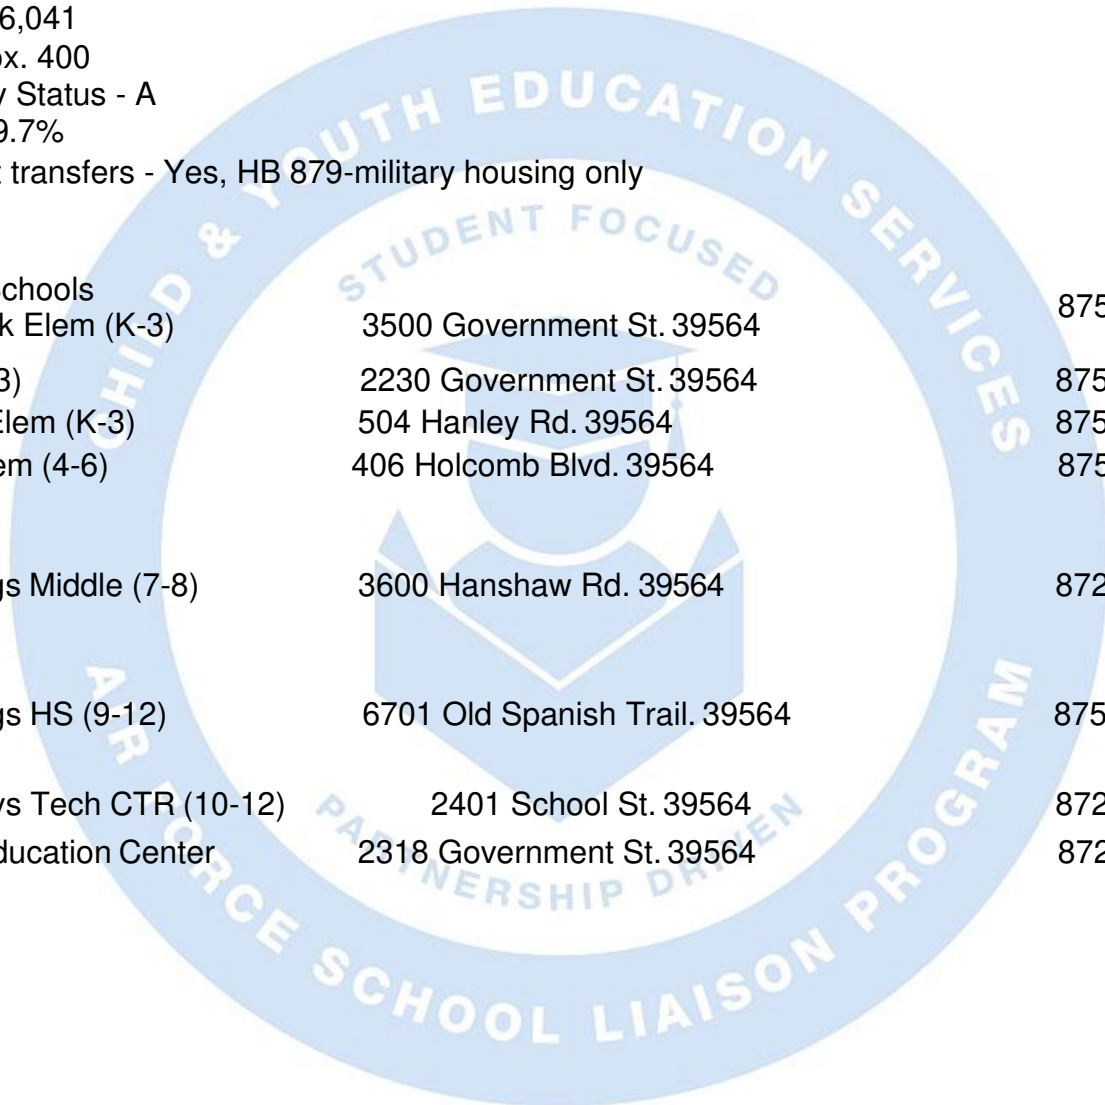 6,041
ox. 400
y Status - A
9.7%
t transfers - Yes, HB 879-military housing only
Schools
k Elem (K-3) 3500 Government St. 39564 875
3) 2230 Government St. 39564 875
Elem (K-3) 504 Hanley Rd. 39564 875
em (4-6) 406 Holcomb Blvd. 39564 875
gs Middle (7-8) 3600 Hanshaw Rd. 39564 872
gs HS (9-12) 6701 Old Spanish Trail. 39564 875
ys Tech CTR (10-12) 2401 School St. 39564 872
ducation Center 2318 Government St. 39564 872
CHILD & YOUTH EDUCATION SERVICES
STUDENT FOCUSED
PARTNERSHIP DRIVEN
AIR FORCE SCHOOL LIAISON PROGRAM